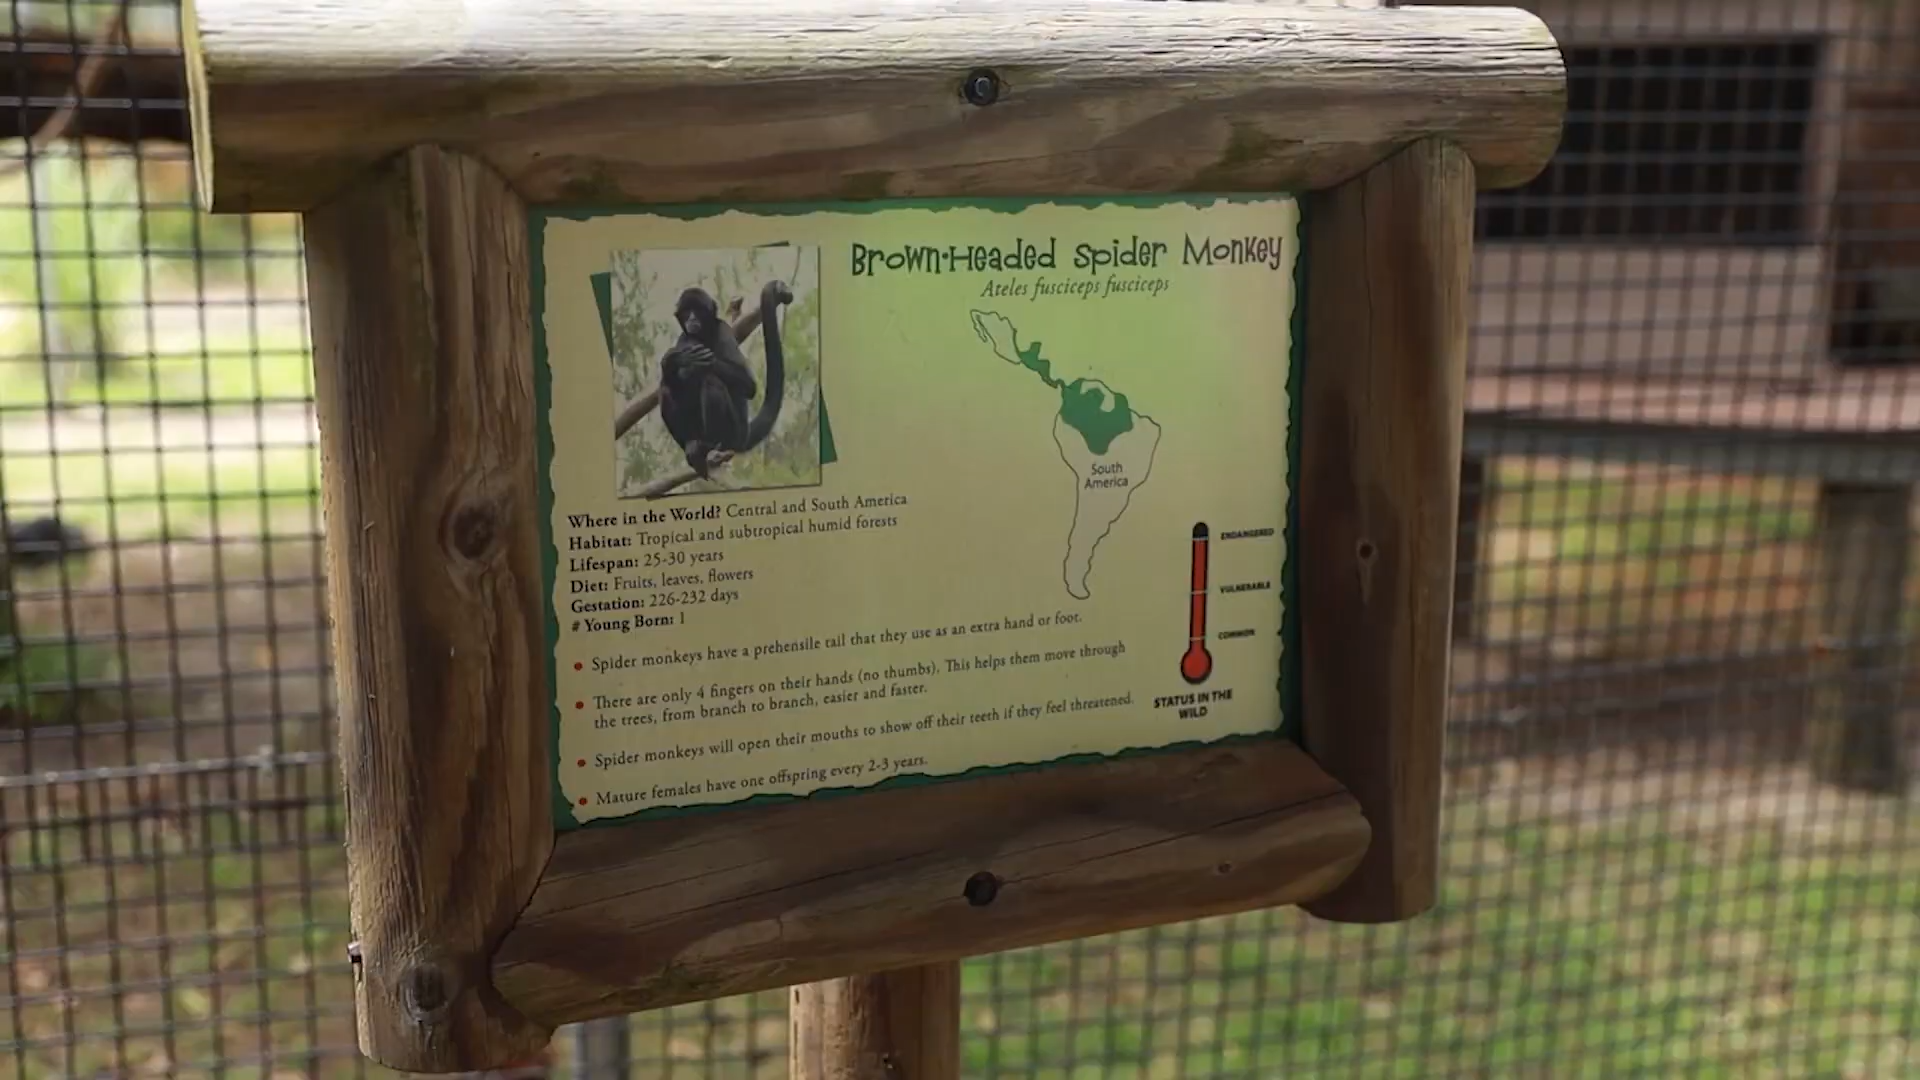 Brown-Headed Spider Monkey
Ateles fusciceps fusciceps
South
America
Where in the World? Central and South America
Habitat: Tropical and subtropical humid forests
Lifespan: 25-30 years
Diet: Fruits, leaves, flowers
Gestation: 226-232 days
# Young Born: 1
ENDANGERED
VULNERABLE
COMMON
STATUS IN THE
WILD
• Spider monkeys have a prehensile tail that they use as an extra hand or foot.
• There are only 4 fingers on their hands (no thumbs). This helps them move through
the trees, from branch to branch, easier and faster.
• Spider monkeys will open their mouths to show off their teeth if they feel threatened.
• Mature females have one offspring every 2-3 years.